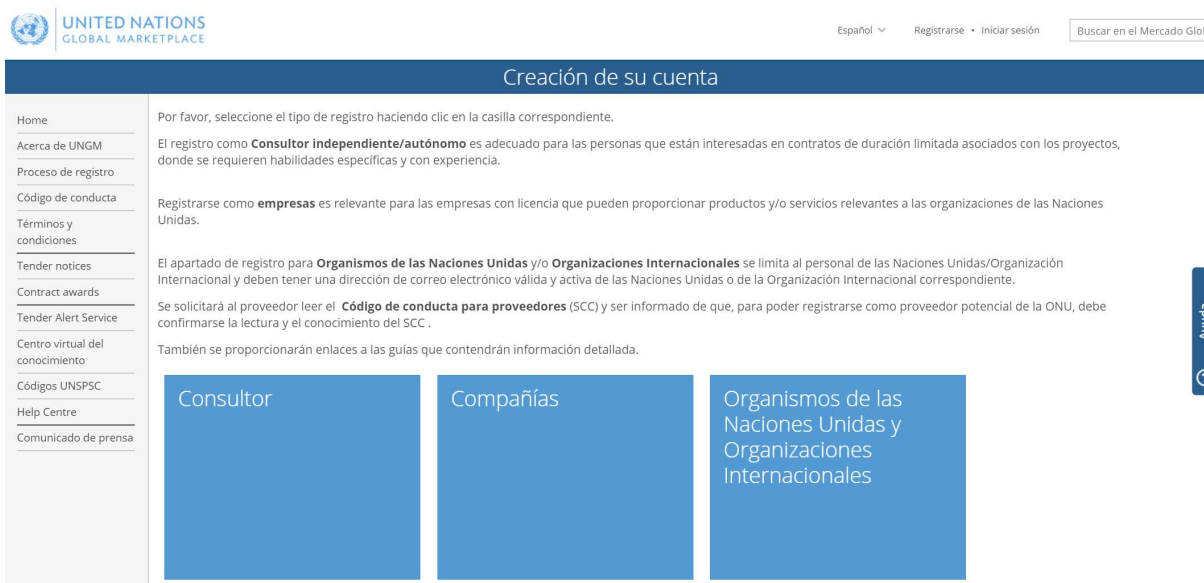 UNITED NATIONS
GLOBAL MARKETPLACE
Español
Registrarse • Iniciar sesión
Buscar en el Mercado Glo
Creación de su cuenta
Home
Acerca de UNGM
Proceso de registro
Código de conducta
Términos y
condiciones
Tender notices
Contract awards
Tender Alert Service
Centro virtual del
conocimiento
Códigos UNSPSC
Help Centre
Comunicado de prensa
Por favor, seleccione el tipo de registro haciendo clic en la casilla correspondiente.
El registro como Consultor independiente/autónomo es adecuado para las personas que están interesadas en contratos de duración limitada asociados con los proyectos,
donde se requieren habilidades específicas y con experiencia.
Registrarse como empresas es relevante para las empresas con licencia que pueden proporcionar productos y/o servicios relevantes a las organizaciones de las Naciones
Unidas.
El apartado de registro para Organismos de las Naciones Unidas y/o Organizaciones Internacionales se limita al personal de las Naciones Unidas/Organización
Internacional y deben tener una dirección de correo electrónico válida y activa de las Naciones Unidas o de la Organización Internacional correspondiente.
Se solicitará al proveedor leer el Código de conducta para proveedores (SCC) y ser informado de que, para poder registrarse como proveedor potencial de la ONU, debe
confirmarse la lectura y el conocimiento del SCC .
También se proporcionarán enlaces a las guías que contendrán información detallada.
Consultor
Compañías
Organismos de las
Naciones Unidas y
Organizaciones
Internacionales